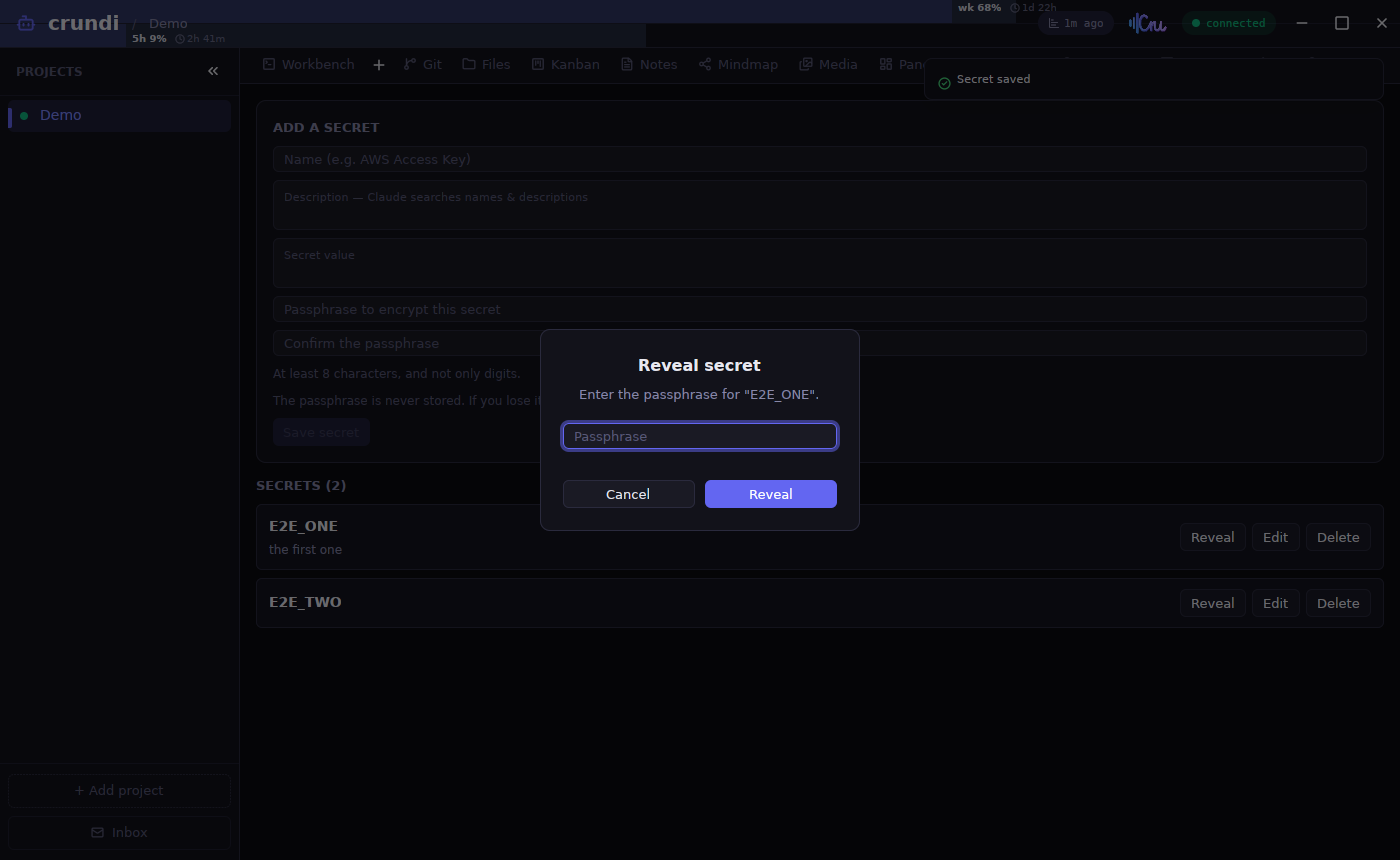 wk 68% 1d 22h
crundi / Demo
1m ago
Cru
connected
5h 9% 2h 41m
PROJECTS
Workbench
Git
Files
Kanban
Notes
Mindmap
Media
Secret saved
Demo
ADD A SECRET
Name (e.g. AWS Access Key)
Description — Claude searches names & descriptions
Secret value
Passphrase to encrypt this secret
Confirm the passphrase
At least 8 characters, and not only digits.
The passphrase is never stored. If you lose
Save secret
Reveal secret
Enter the passphrase for "E2E_ONE".
Passphrase
Cancel
Reveal
SECRETS (2)
E2E_ONE
the first one
Reveal
Edit
Delete
E2E_TWO
Reveal
Edit
Delete
+ Add project
Inbox